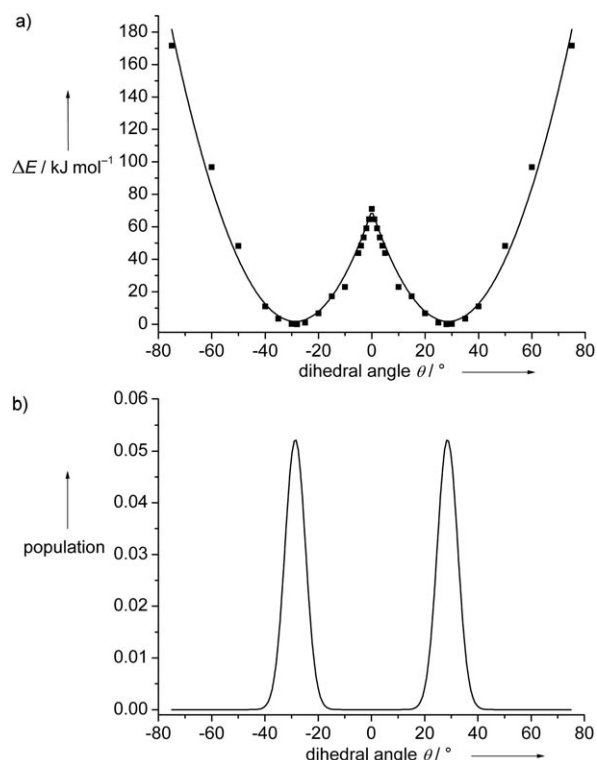 a)
180
160
140
120
100
ΔE / kJ mol⁻¹
80
60
40
20
0
-80 -60 -40 -20 0 20 40 60 80
dihedral angle θ / °
b)
0.06
0.05
0.04
population
0.03
0.02
0.01
0.00
-80 -60 -40 -20 0 20 40 60 80
dihedral angle θ / °